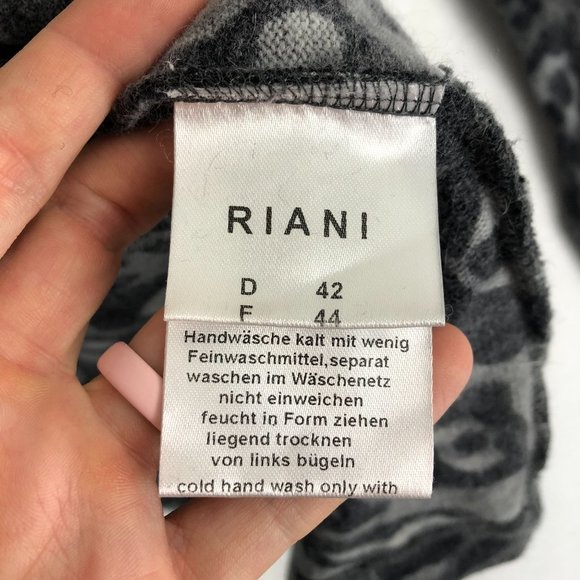 RIANI
D 42
F 44
Handwäsche kalt mit wenig
Feinwaschmittel,separat
waschen im Wäschenetz
nicht einweichen
feucht in Form ziehen
liegend trocknen
von links bügeln
cold hand wash only with